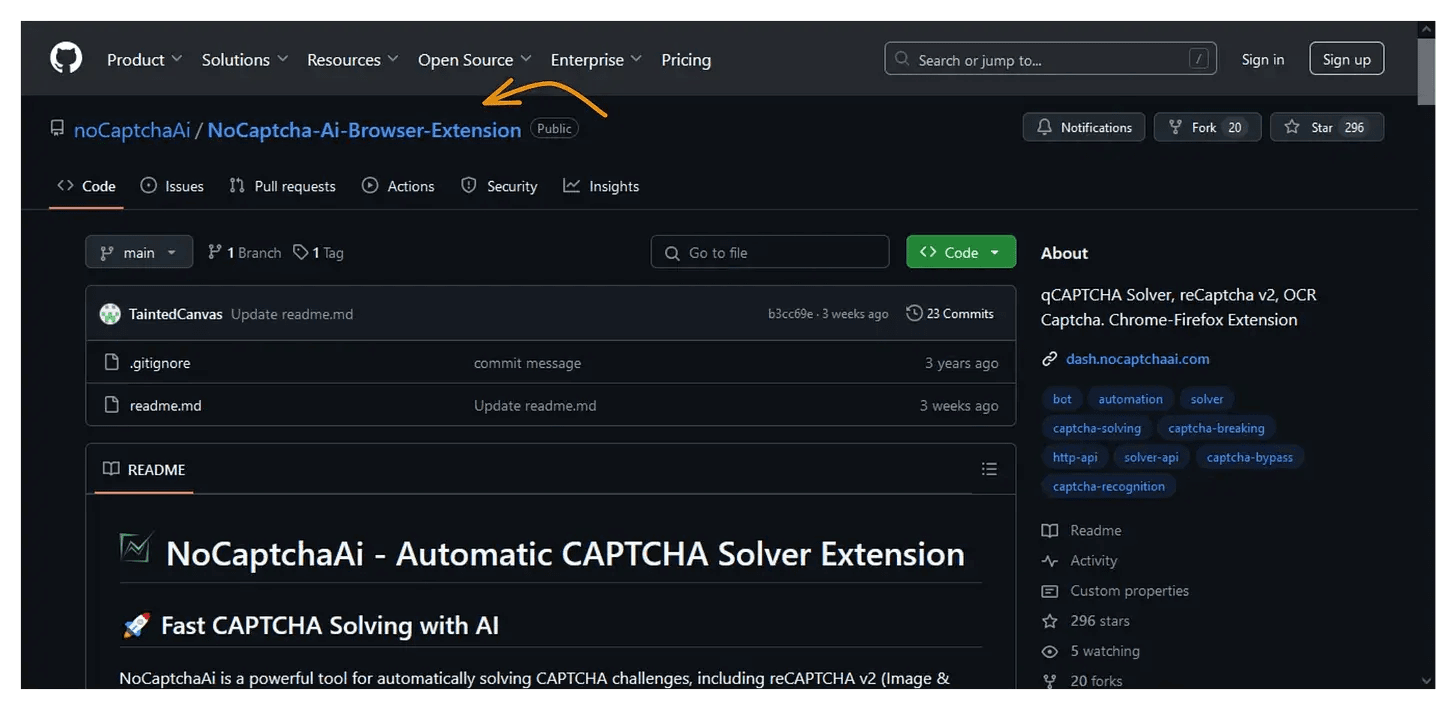 Product Solutions Resources Open Source Enterprise Pricing Search or jump to... / Sign in Sign up
noCaptchaAi / NoCaptcha-Ai-Browser-Extension Public Notifications Fork 20 Star 296
Code Issues Pull requests Actions Security Insights
main 1 Branch 1 Tag Go to file Code
TaintedCanvas Update readme.md b3cc69e · 3 weeks ago 23 Commits
.gitignore commit message 3 years ago
readme.md Update readme.md 3 weeks ago
README
NoCaptchaAi - Automatic CAPTCHA Solver Extension
Fast CAPTCHA Solving with AI
NoCaptchaAi is a powerful tool for automatically solving CAPTCHA challenges, including reCAPTCHA v2 (Image &
About
qCAPTCHA Solver, reCaptcha v2, OCR
Captcha. Chrome-Firefox Extension
dash.nocaptchaai.com
bot automation solver
captcha-solving captcha-breaking
http-api solver-api captcha-bypass
captcha-recognition
Readme
Activity
Custom properties
296 stars
5 watching
20 forks